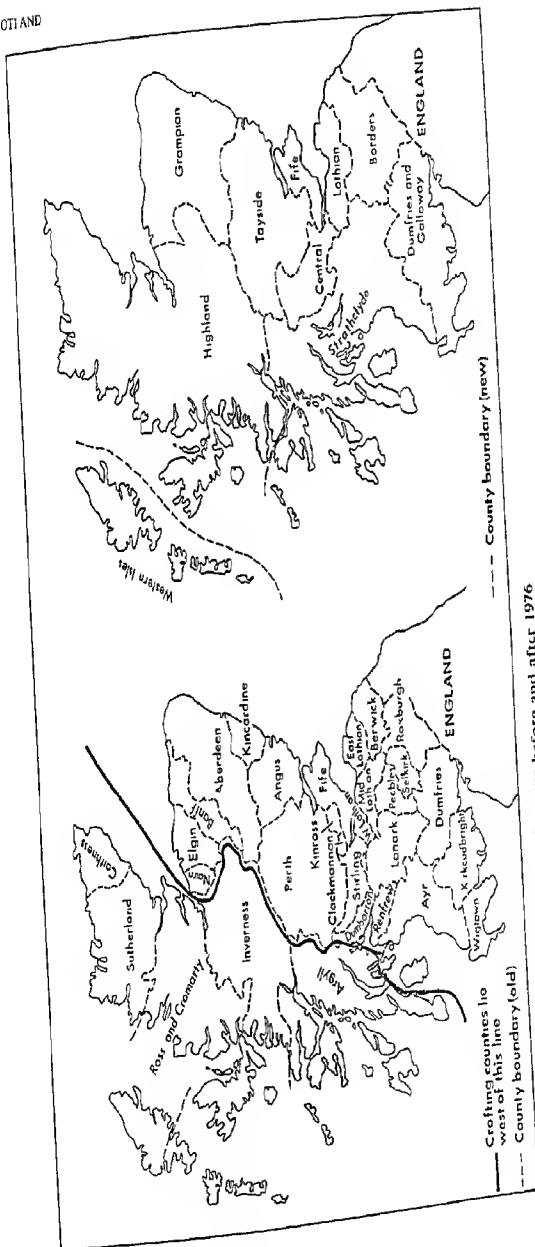 OTLAND
Grampian
Highland
Tayside
Fife
Central
Lothian
Borders
Strathclyde
Dumfries and
Galloway
ENGLAND
Western Isles
--- County boundary (new)
Caithness
Sutherland
Ross and Cromarty
Nairn
Elgin
Banff
Aberdeen
Kincardine
Inverness
Angus
Perth
Kinross
Fife
Clackmannan
Argyll
Stirling
Dumbarton
Renfrew
East
Lothian
Mid
Lothian
Berwick
Peebles
Selkirk
Roxburgh
Lanark
Ayr
Dumfries
Kirkcudbright
Wigtown
ENGLAND
Crofting counties lie
west of this line
--- County boundary (old)
before and after 1976